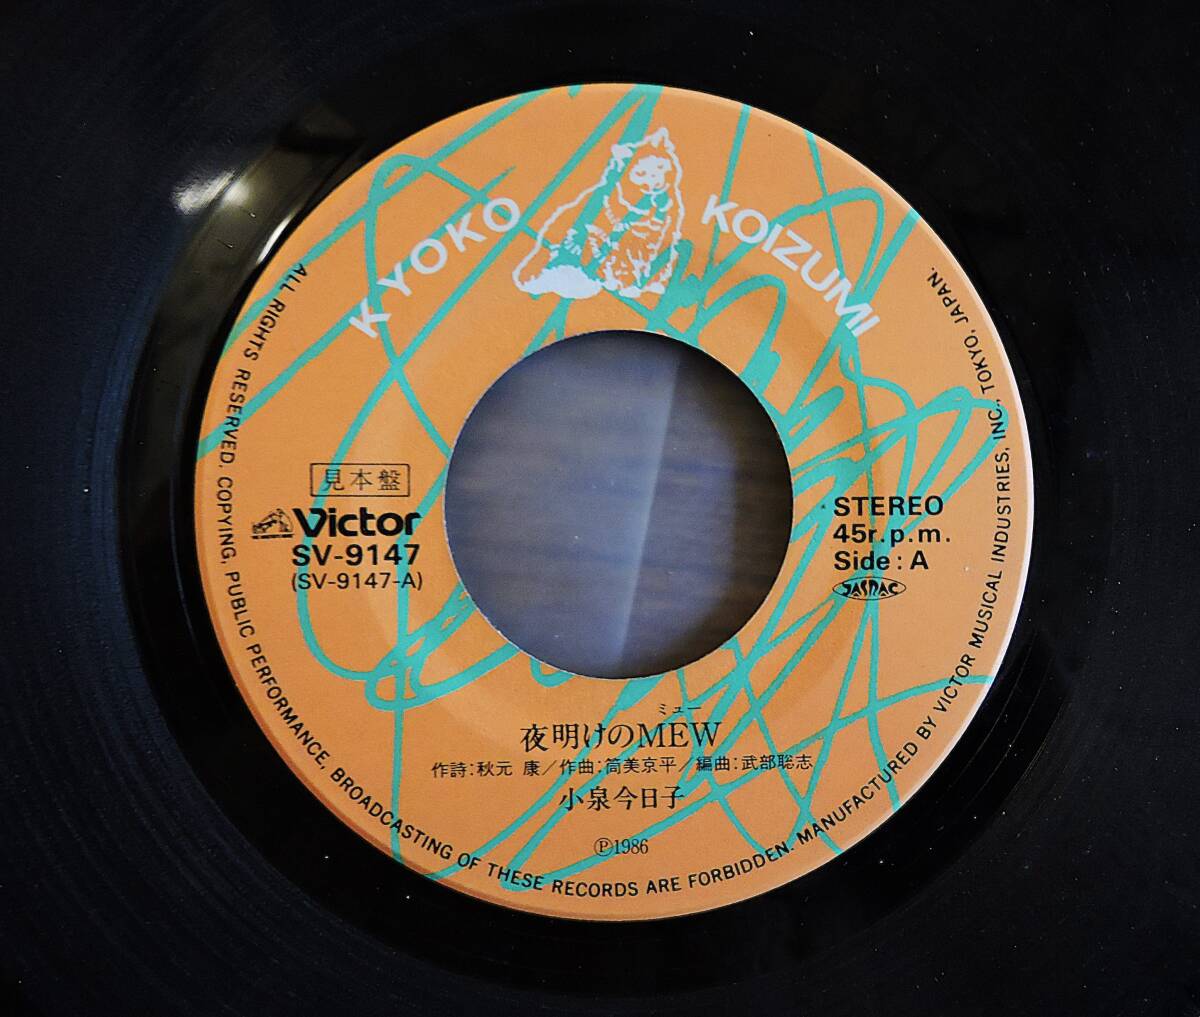 KYOKO KOIZUMI
見本盤
Victor
SV-9147
(SV-9147-A)
STEREO
45r.p.m.
Side : A
JASRAC
ミュー
夜明けのMEW
作詩:秋元 康/作曲:筒美京平/編曲:武部聡志
小泉今日子
Ⓟ1986
ALL RIGHTS RESERVED. COPYING, PUBLIC PERFORMANCE, BROADCASTING OF THESE RECORDS ARE FORBIDDEN. MANUFACTURED BY VICTOR MUSICAL INDUSTRIES, INC., TOKYO, JAPAN.